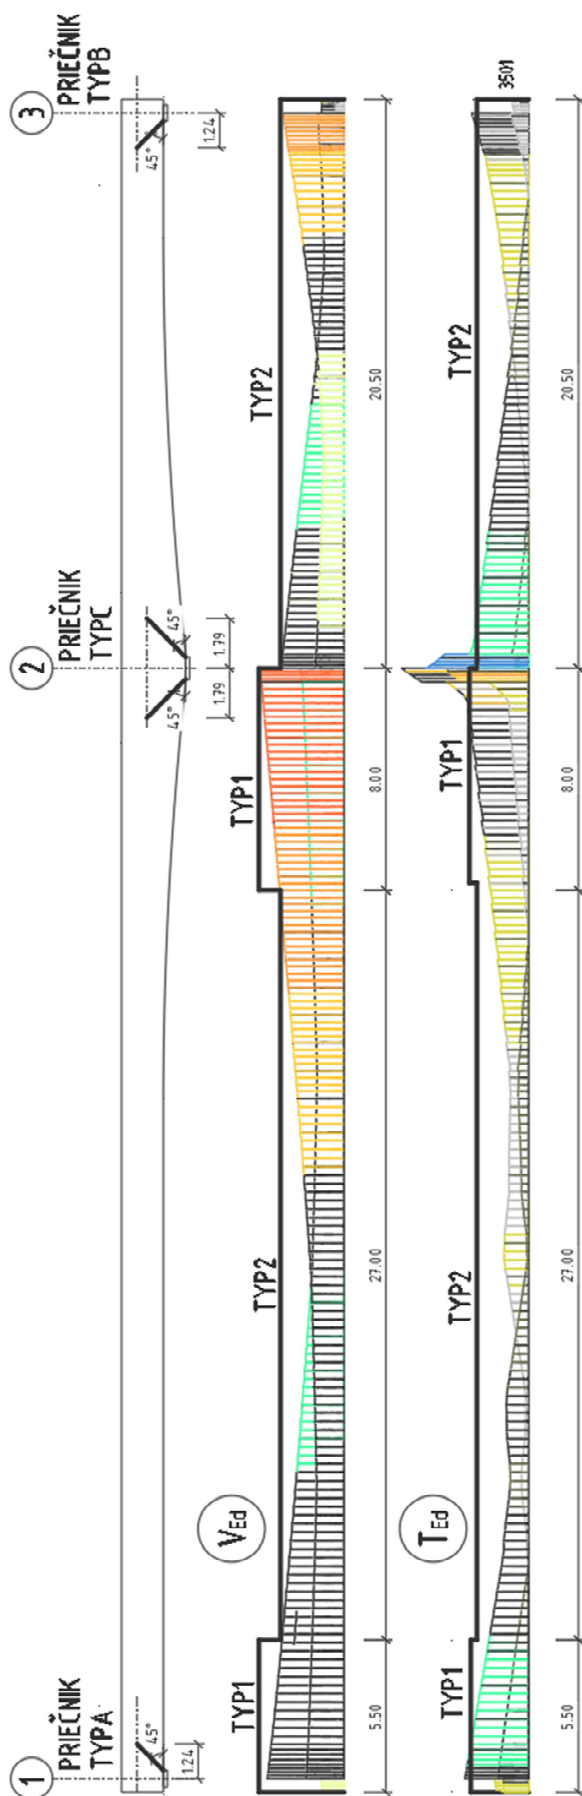 1
PRIEČNIK
TYPA
45°
1.24
2
PRIEČNIK
TYPC
45°
45°
1.79
1.79
3
PRIEČNIK
TYPB
45°
1.24
VEd
TYP1
TYP2
TYP1
TYP2
5.50
27.00
8.00
20.50
TEd
TYP1
TYP2
TYP1
TYP2
3501
5.50
27.00
8.00
20.50